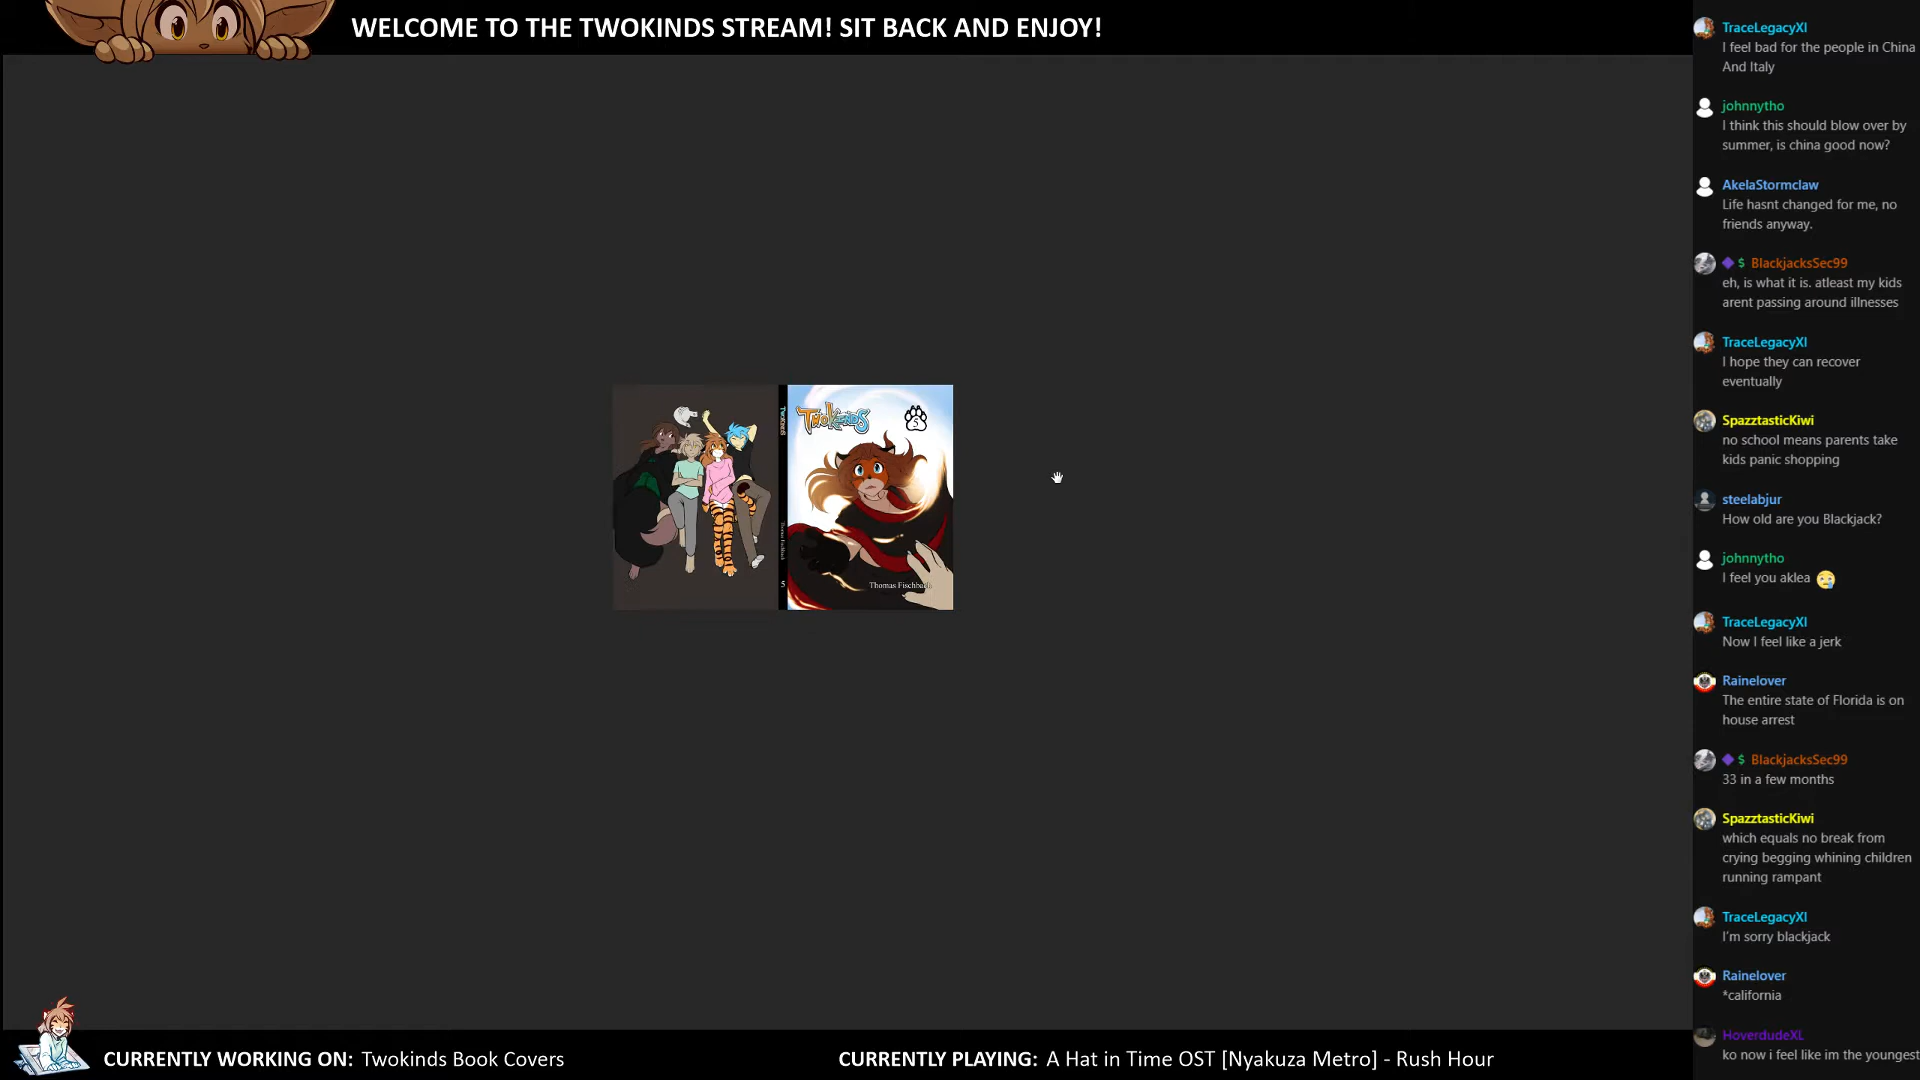 WELCOME TO THE TWOKINDS STREAM! SIT BACK AND ENJOY!
TwoKinds
5
TwoKinds
Thomas Fischbach
5
Thomas Fischbach
TraceLegacyXI
I feel bad for the people in China
And Italy
johnnytho
I think this should blow over by
summer, is china good now?
AkelaStormclaw
Life hasnt changed for me, no
friends anyway.
$ BlackjacksSec99
eh, is what it is. atleast my kids
arent passing around illnesses
TraceLegacyXI
I hope they can recover
eventually
SpazztasticKiwi
no school means parents take
kids panic shopping
steelabjur
How old are you Blackjack?
johnnytho
I feel you aklea
TraceLegacyXI
Now I feel like a jerk
Rainelover
The entire state of Florida is on
house arrest
$ BlackjacksSec99
33 in a few months
SpazztasticKiwi
which equals no break from
crying begging whining children
running rampant
TraceLegacyXI
I'm sorry blackjack
Rainelover
*california
HoverdudeXL
ko now i feel like im the youngest
CURRENTLY WORKING ON: Twokinds Book Covers
CURRENTLY PLAYING: A Hat in Time OST [Nyakuza Metro] - Rush Hour